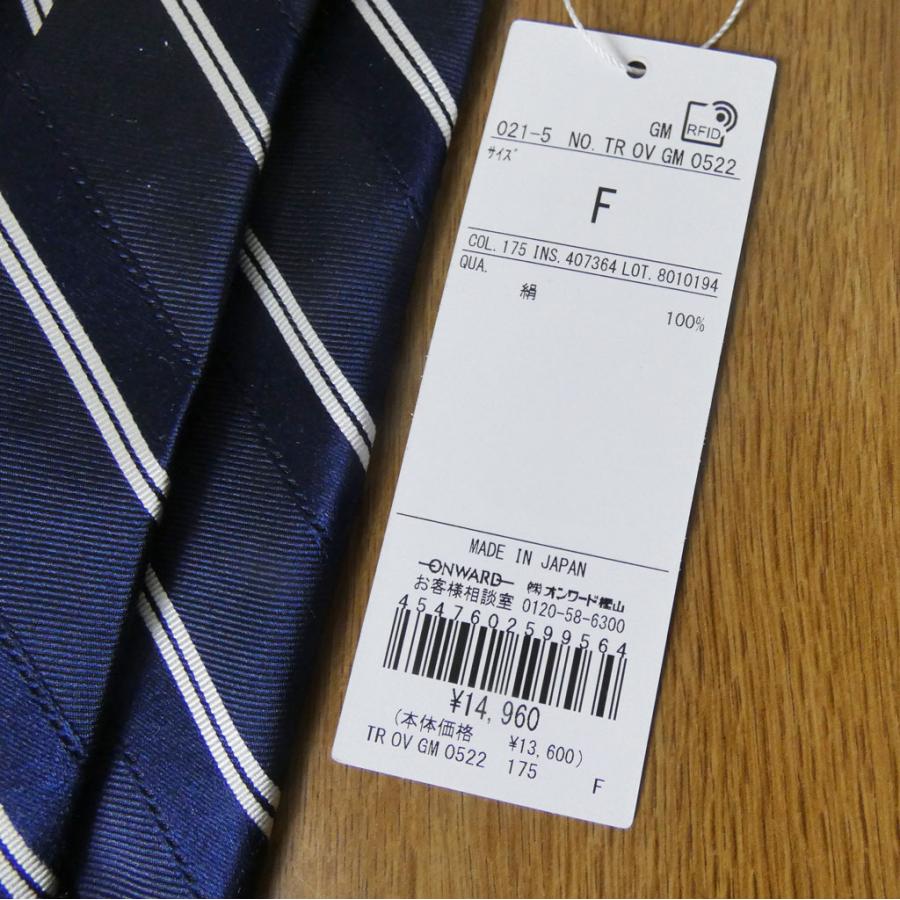 GM RFID
021-5 NO. TR OV GM 0522
サイズ
F
COL. 175 INS. 407364 LOT. 8010194
QUA.
絹
100%
MADE IN JAPAN
ONWARD ㈱オンワード樫山
お客様相談室 0120-58-6300
4547602599564
¥14,960
(本体価格 ¥13,600)
TR OV GM 0522 175 F